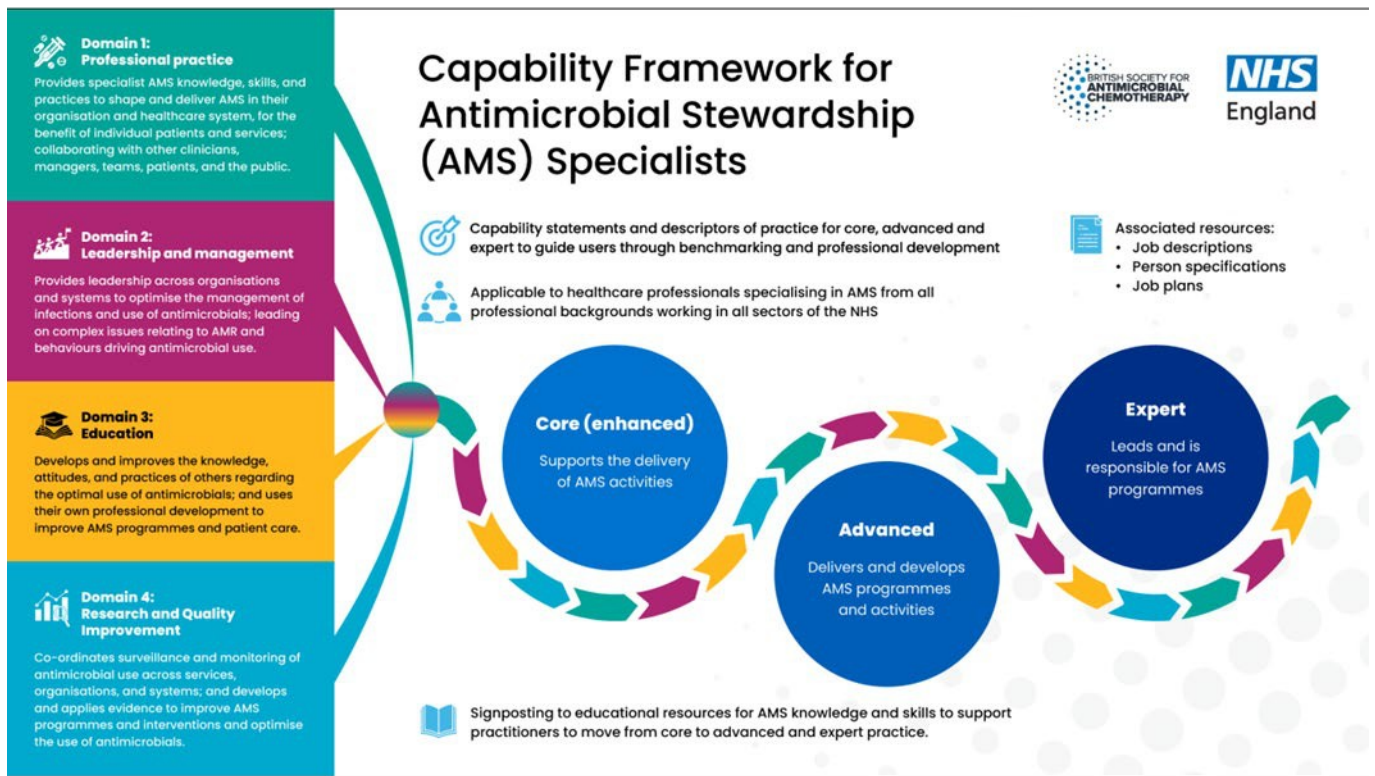 Domain 1:
Professional practice
Provides specialist AMS knowledge, skills, and
practices to shape and deliver AMS in their
organisation and healthcare system, for the
benefit of individual patients and services;
collaborating with other clinicians,
managers, teams, patients, and the public.
Domain 2:
Leadership and management
Provides leadership across organisations
and systems to optimise the management of
infections and use of antimicrobials; leading
on complex issues relating to AMR and
behaviours driving antimicrobial use.
Domain 3:
Education
Develops and improves the knowledge,
attitudes, and practices of others regarding
the optimal use of antimicrobials; and uses
their own professional development to
improve AMS programmes and patient care.
Domain 4:
Research and Quality
Improvement
Co-ordinates surveillance and monitoring of
antimicrobial use across services,
organisations, and systems; and develops
and applies evidence to improve AMS
programmes and interventions and optimise
the use of antimicrobials.
Capability Framework for
Antimicrobial Stewardship
(AMS) Specialists
BRITISH SOCIETY FOR
ANTIMICROBIAL
CHEMOTHERAPY
NHS
England
Capability statements and descriptors of practice for core, advanced and
expert to guide users through benchmarking and professional development
Applicable to healthcare professionals specialising in AMS from all
professional backgrounds working in all sectors of the NHS
Associated resources:
• Job descriptions
• Person specifications
• Job plans
Core (enhanced)
Supports the delivery
of AMS activities
Advanced
Delivers and develops
AMS programmes
and activities
Expert
Leads and is
responsible for AMS
programmes
Signposting to educational resources for AMS knowledge and skills to support
practitioners to move from core to advanced and expert practice.